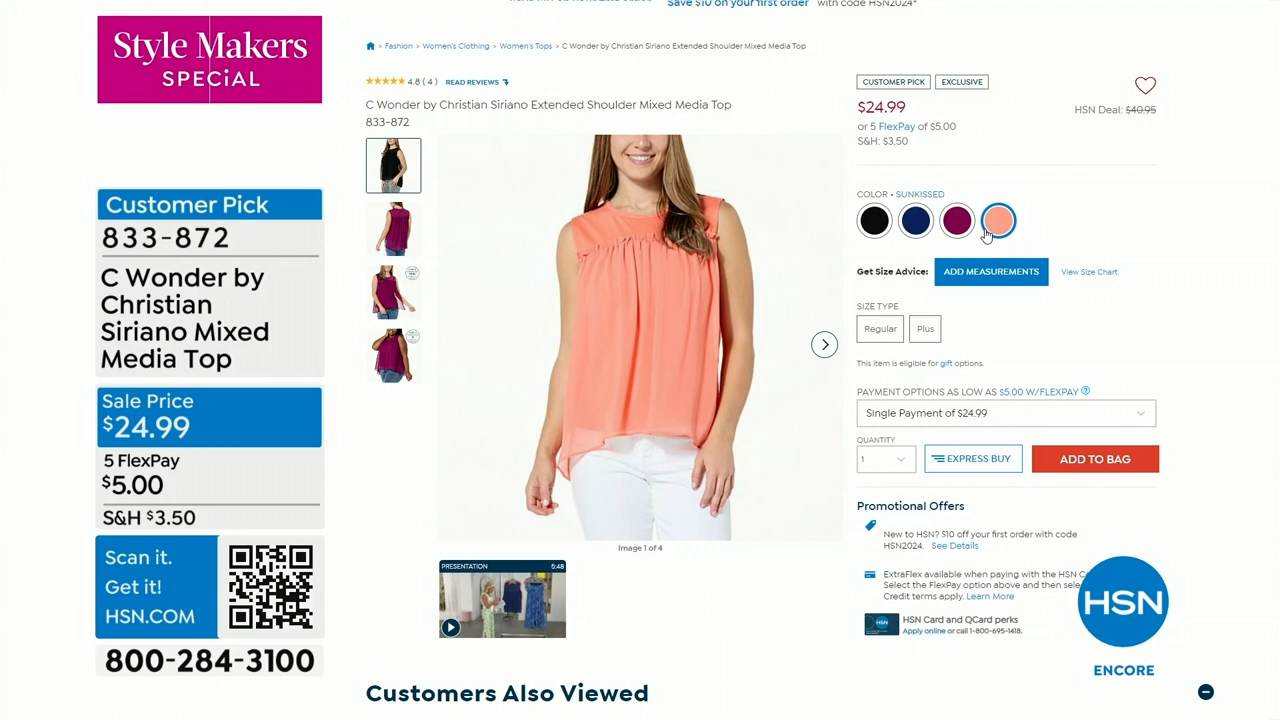 Save $10 on your first order with code HSN2024*
Style Makers
SPECiAL
Fashion > Women's Clothing > Women's Tops > C Wonder by Christian Siriano Extended Shoulder Mixed Media Top
4.8 ( 4 ) READ REVIEWS
C Wonder by Christian Siriano Extended Shoulder Mixed Media Top
833-872
CUSTOMER PICK EXCLUSIVE
$24.99
HSN Deal: $40.95
or 5 FlexPay of $5.00
S&H: $3.50
COLOR • SUNKISSED
Get Size Advice: ADD MEASUREMENTS View Size Chart
SIZE TYPE
Regular Plus
This item is eligible for gift options.
PAYMENT OPTIONS AS LOW AS $5.00 W/FLEXPAY
Single Payment of $24.99
QUANTITY
1 EXPRESS BUY ADD TO BAG
Promotional Offers
New to HSN? $10 off your first order with code
HSN2024. See Details
ExtraFlex available when paying with the HSN
Select the FlexPay option above and then
Credit terms apply. Learn More
HSN
HSN Card and QCard perks
Apply online or call 1-800-695-1418.
Customer Pick
833-872
C Wonder by
Christian
Siriano Mixed
Media Top
Sale Price
$24.99
5 FlexPay
$5.00
S&H $3.50
Scan it.
Get it!
HSN.COM
800-284-3100
Image 1 of 4
PRESENTATION 5:48
HSN
ENCORE
Customers Also Viewed